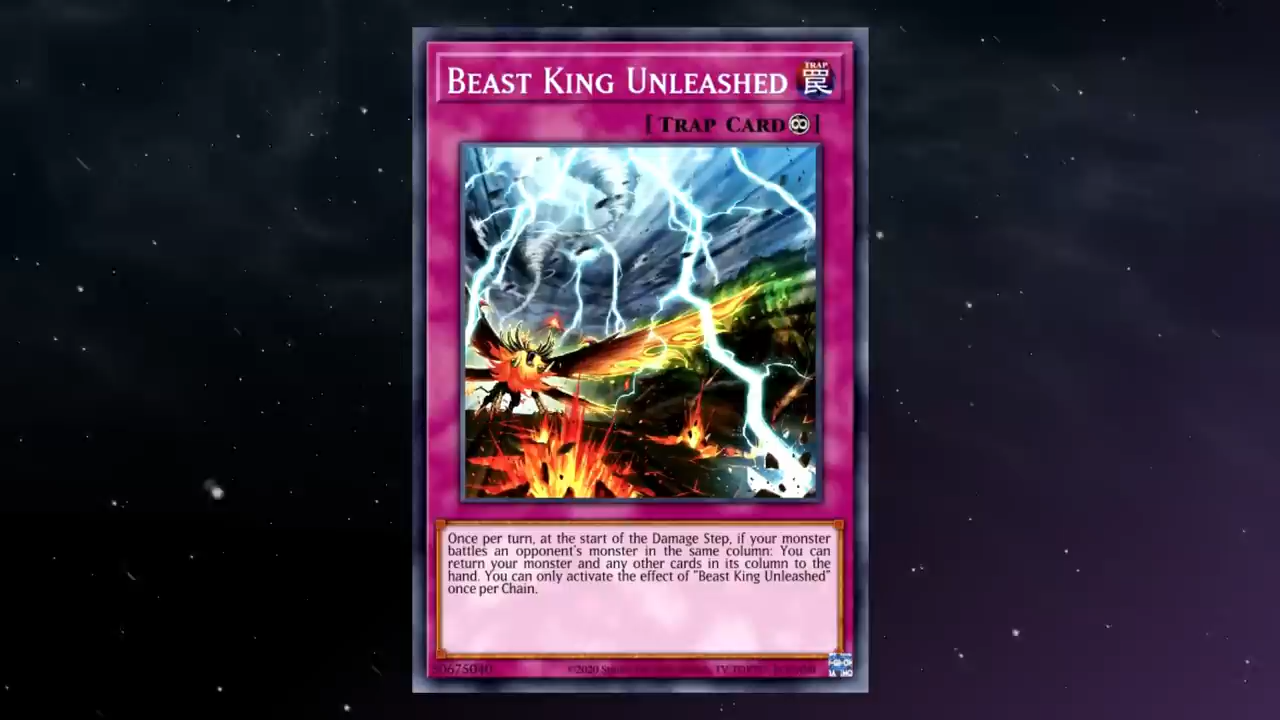 BEAST KING UNLEASHED
TRAP
罠
[ TRAP CARD ]
Once per turn, at the start of the Damage Step, if your monster
battles an opponent's monster in the same column: You can
return your monster and any other cards in its column to the
hand. You can only activate the effect of "Beast King Unleashed"
once per Chain.
©2020